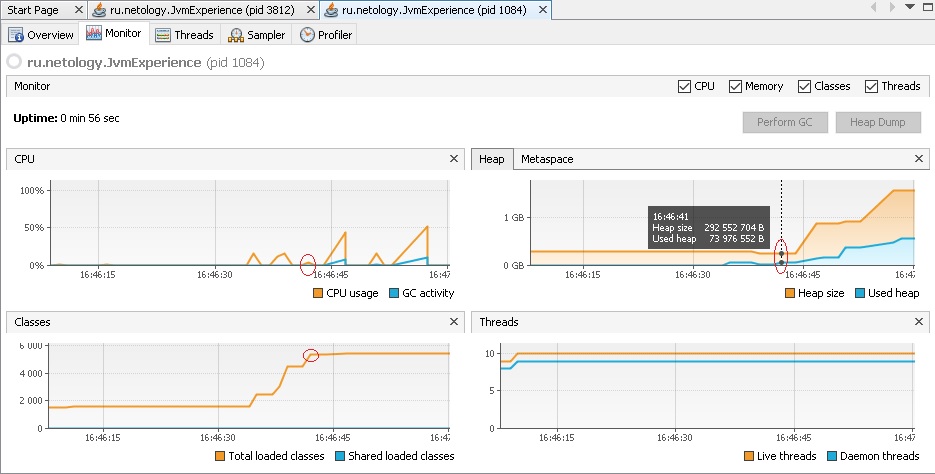 Start Page
ru.netology.JvmExperience (pid 3812)
ru.netology.JvmExperience (pid 1084)
Overview
Monitor
Threads
Sampler
Profiler
ru.netology.JvmExperience (pid 1084)
Monitor
CPU
Memory
Classes
Threads
Uptime: 0 min 56 sec
Perform GC
Heap Dump
CPU
100%
50%
0%
16:46:15
16:46:30
16:46:45
16:47
CPU usage
GC activity
Heap
Metaspace
1 GB
0 GB
16:46:41
Heap size 292 552 704 B
Used heap 73 976 552 B
16:46:15
16:46:30
16:46:45
16:47
Heap size
Used heap
Classes
6 000
4 000
2 000
0
16:46:15
16:46:30
16:46:45
16:47
Total loaded classes
Shared loaded classes
Threads
10
5
0
16:46:15
16:46:30
16:46:45
16:47
Live threads
Daemon threads